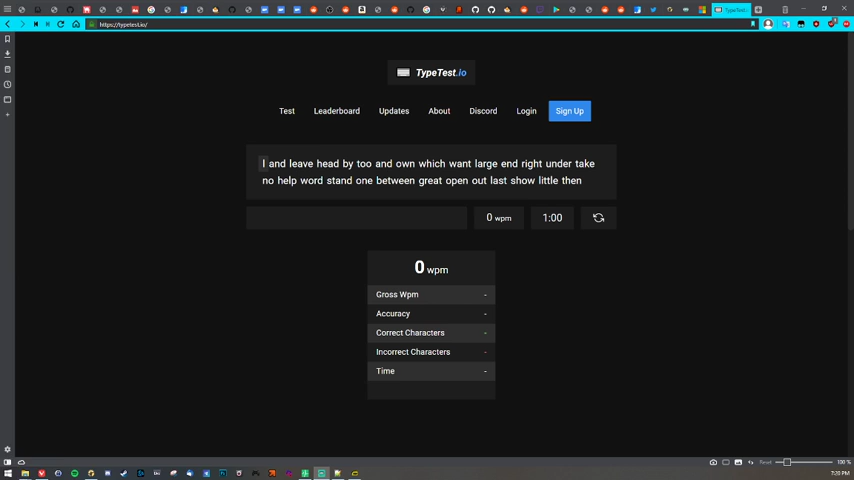 TypeTest...
https://typetest.io/
TypeTest.io
Test Leaderboard Updates About Discord Login Sign Up
I and leave head by too and own which want large end right under take
no help word stand one between great open out last show little then
0 wpm 1:00
0 wpm
Gross Wpm -
Accuracy -
Correct Characters -
Incorrect Characters -
Time -
Reset 100 %
7:20 PM